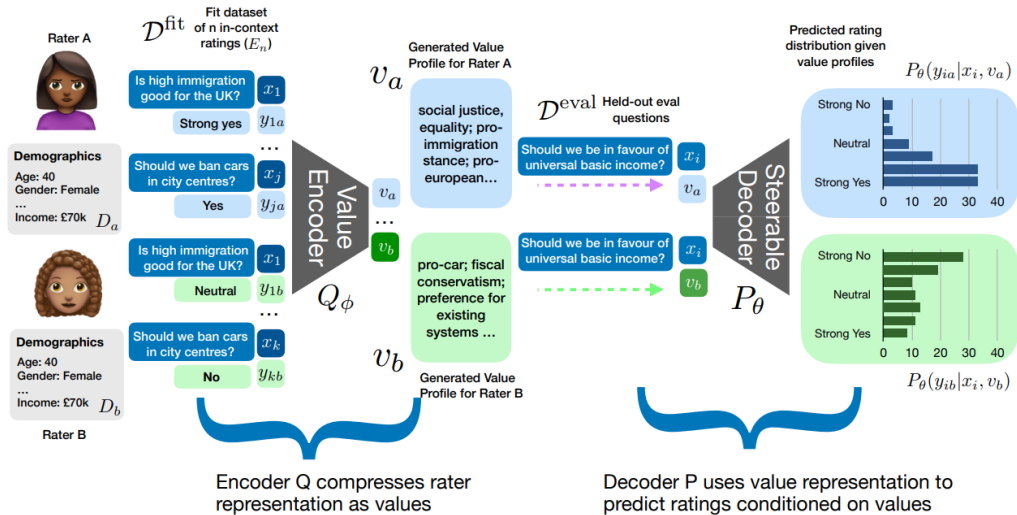 Rater A
Demographics
Age: 40
Gender: Female
...
Income: £70k
D_a
Demographics
Age: 40
Gender: Female
...
Income: £70k
D_b
Rater B
𝒟^fit
Fit dataset
of n in-context
ratings (E_n)
Is high immigration
good for the UK?
x_1
Strong yes
y_1a
...
Should we ban cars
in city centres?
x_j
Yes
y_ja
Is high immigration
good for the UK?
x_1
Neutral
y_1b
...
Should we ban cars
in city centres?
x_k
No
y_kb
Value
Encoder
Q_ϕ
v_a
...
v_b
Generated Value
Profile for Rater A
v_a
social justice,
equality; pro-
immigration
stance; pro-
european...
pro-car; fiscal
conservatism;
preference for
existing
systems ...
v_b
Generated Value
Profile for Rater B
𝒟^eval
Held-out eval
questions
Should we be in favour of
universal basic income?
x_i
v_a
Should we be in favour of
universal basic income?
x_i
v_b
Steerable
Decoder
P_θ
Predicted rating
distribution given
value profiles
P_θ(y_ia|x_i, v_a)
Strong No
Neutral
Strong Yes
0 10 20 30 40
Strong No
Neutral
Strong Yes
0 10 20 30 40
P_θ(y_ib|x_i, v_b)
Encoder Q compresses rater
representation as values
Decoder P uses value representation to
predict ratings conditioned on values